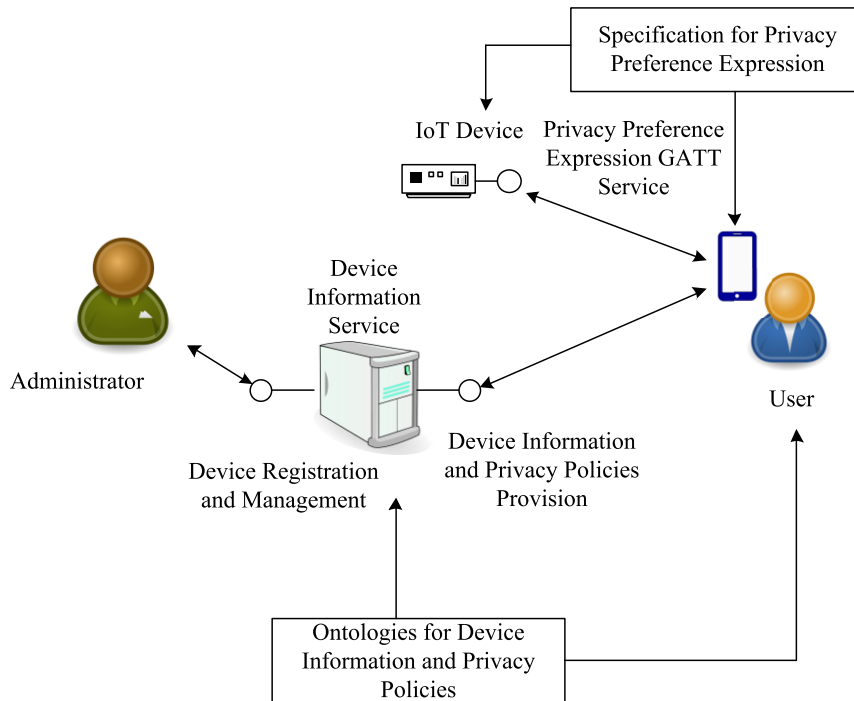 Specification for Privacy
Preference Expression
IoT Device
Privacy Preference
Expression GATT
Service
Device
Information
Service
Administrator
User
Device Registration
and Management
Device Information
and Privacy Policies
Provision
Ontologies for Device
Information and Privacy
Policies